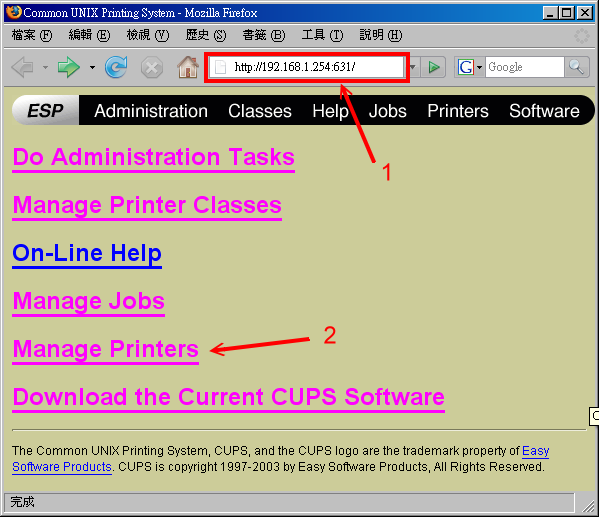 Common UNIX Printing System - Mozilla Firefox
檔案 (F) 編輯 (E) 檢視 (V) 歷史 (S) 書籤 (B) 工具 (T) 說明 (H)
http://192.168.1.254:631/ G Google
1
ESP Administration Classes Help Jobs Printers Software
Do Administration Tasks
Manage Printer Classes
On-Line Help
Manage Jobs
Manage Printers 2
Download the Current CUPS Software
The Common UNIX Printing System, CUPS, and the CUPS logo are the trademark property of Easy
Software Products. CUPS is copyright 1997-2003 by Easy Software Products, All Rights Reserved.
完成